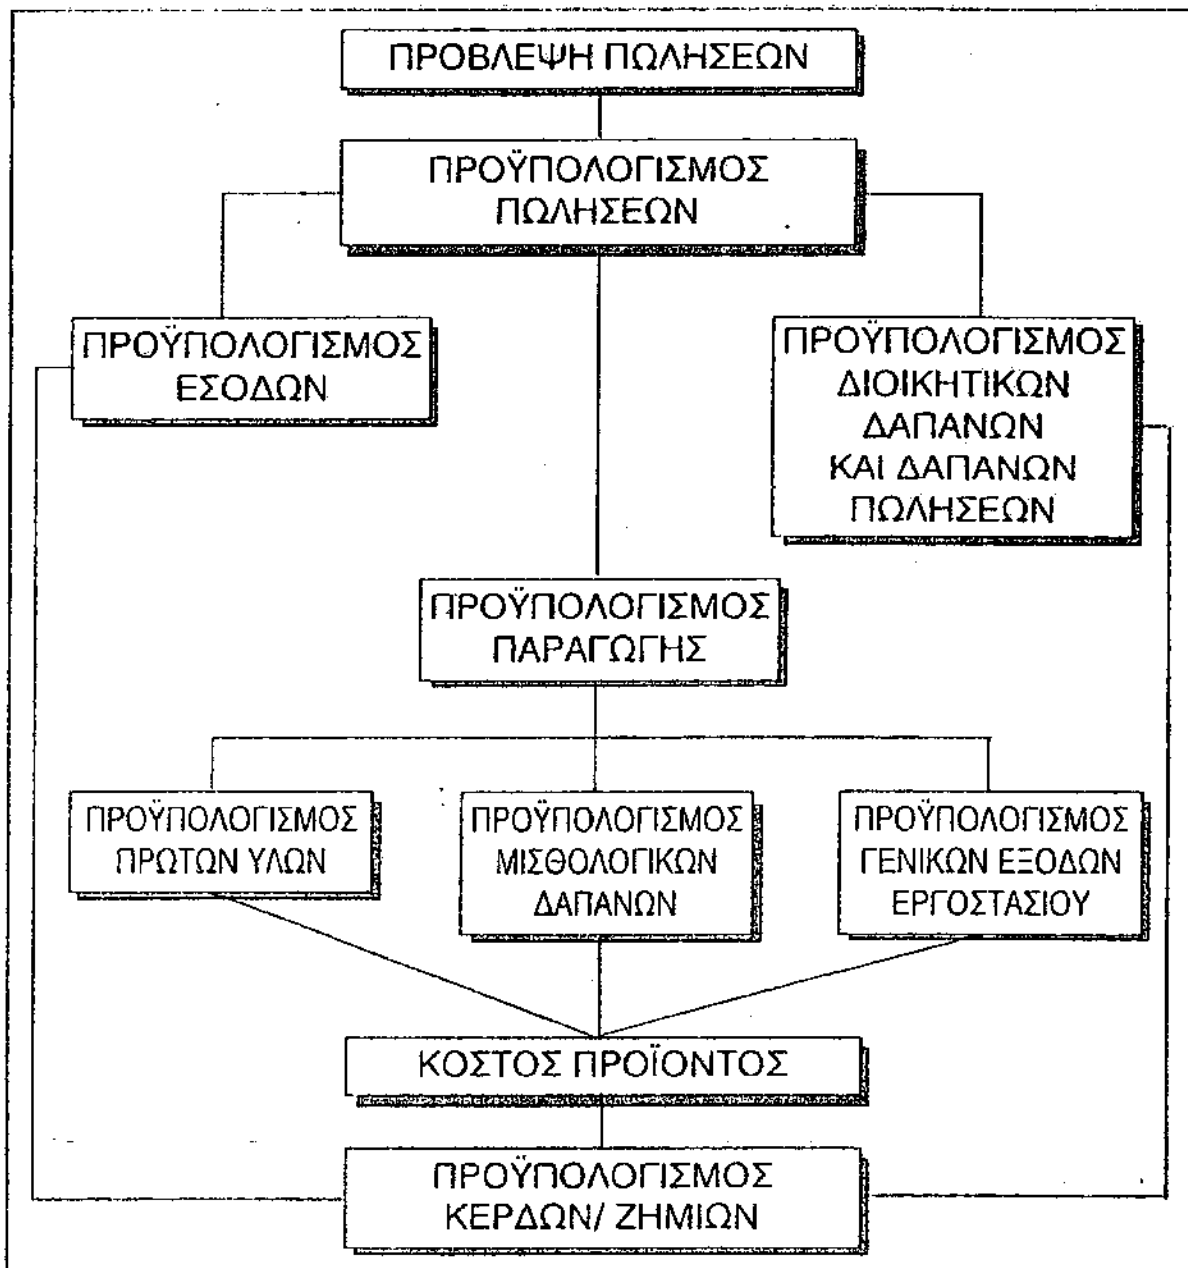 ΠΡΟΒΛΕΨΗ ΠΩΛΗΣΕΩΝ
ΠΡΟΫΠΟΛΟΓΙΣΜΟΣ
ΠΩΛΗΣΕΩΝ
ΠΡΟΫΠΟΛΟΓΙΣΜΟΣ
ΕΣΟΔΩΝ
ΠΡΟΫΠΟΛΟΓΙΣΜΟΣ
ΔΙΟΙΚΗΤΙΚΩΝ
ΔΑΠΑΝΩΝ
ΚΑΙ ΔΑΠΑΝΩΝ
ΠΩΛΗΣΕΩΝ
ΠΡΟΫΠΟΛΟΓΙΣΜΟΣ
ΠΑΡΑΓΩΓΗΣ
ΠΡΟΫΠΟΛΟΓΙΣΜΟΣ
ΠΡΩΤΩΝ ΥΛΩΝ
ΠΡΟΫΠΟΛΟΓΙΣΜΟΣ
ΜΙΣΘΟΛΟΓΙΚΩΝ
ΔΑΠΑΝΩΝ
ΠΡΟΫΠΟΛΟΓΙΣΜΟΣ
ΓΕΝΙΚΩΝ ΕΞΟΔΩΝ
ΕΡΓΟΣΤΑΣΙΟΥ
ΚΟΣΤΟΣ ΠΡΟΪΟΝΤΟΣ
ΠΡΟΫΠΟΛΟΓΙΣΜΟΣ
ΚΕΡΔΩΝ/ ΖΗΜΙΩΝ